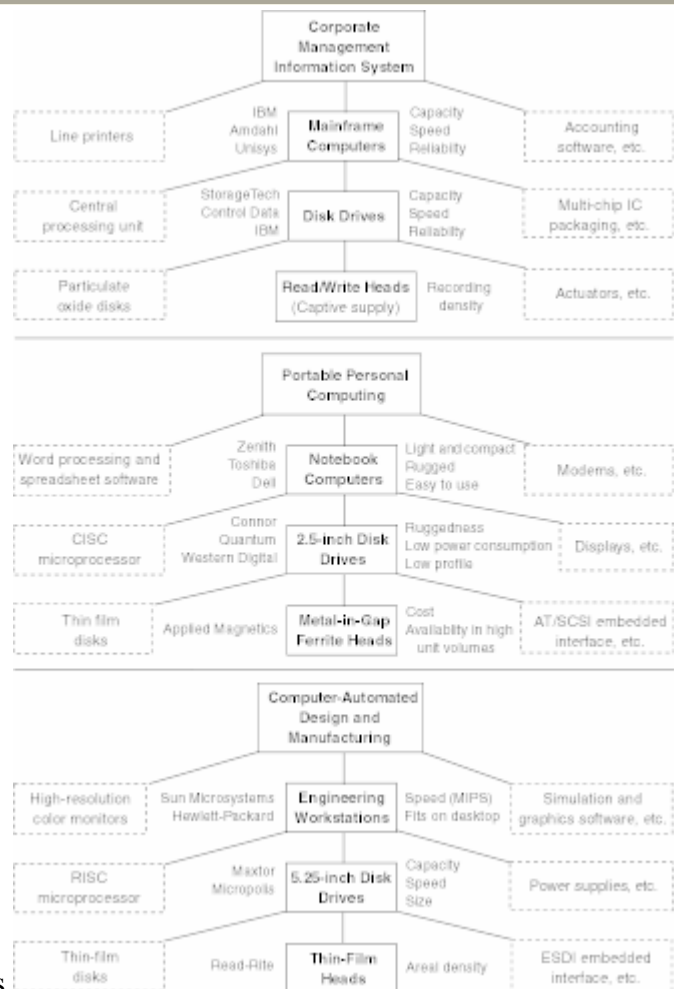 Corporate
Management
Information System
Line printers
IBM
Amdahl
Unisys
Mainframe
Computers
Capacity
Speed
Reliability
Accounting
software, etc.
Central
processing unit
StorageTech
Control Data
IBM
Disk Drives
Capacity
Speed
Reliability
Multi-chip IC
packaging, etc.
Particulate
oxide disks
Read/Write Heads
(Captive supply)
Recording
density
Actuators, etc.
Portable Personal
Computing
Word processing and
spreadsheet software
Zenith
Toshiba
Dell
Notebook
Computers
Light and compact
Rugged
Easy to use
Modems, etc.
CISC
microprocessor
Connor
Quantum
Western Digital
2.5-inch Disk
Drives
Ruggedness
Low power consumption
Low profile
Displays, etc.
Thin film
disks
Applied Magnetics
Metal-in-Gap
Ferrite Heads
Cost
Availablity in high
unit volumes
AT/SCSI embedded
interface, etc.
Computer-Automated
Design and
Manufacturing
High-resolution
color monitors
Sun Microsystems
Hewlett-Packard
Engineering
Workstations
Speed (MIPS)
Fits on desktop
Simulation and
graphics software, etc.
RISC
microprocessor
Maxtor
Micropolis
5.25-inch Disk
Drives
Capacity
Speed
Size
Power supplies, etc.
Thin-film
disks
Read-Rite
Thin-Film
Heads
Areal density
ESDI embedded
interface, etc.